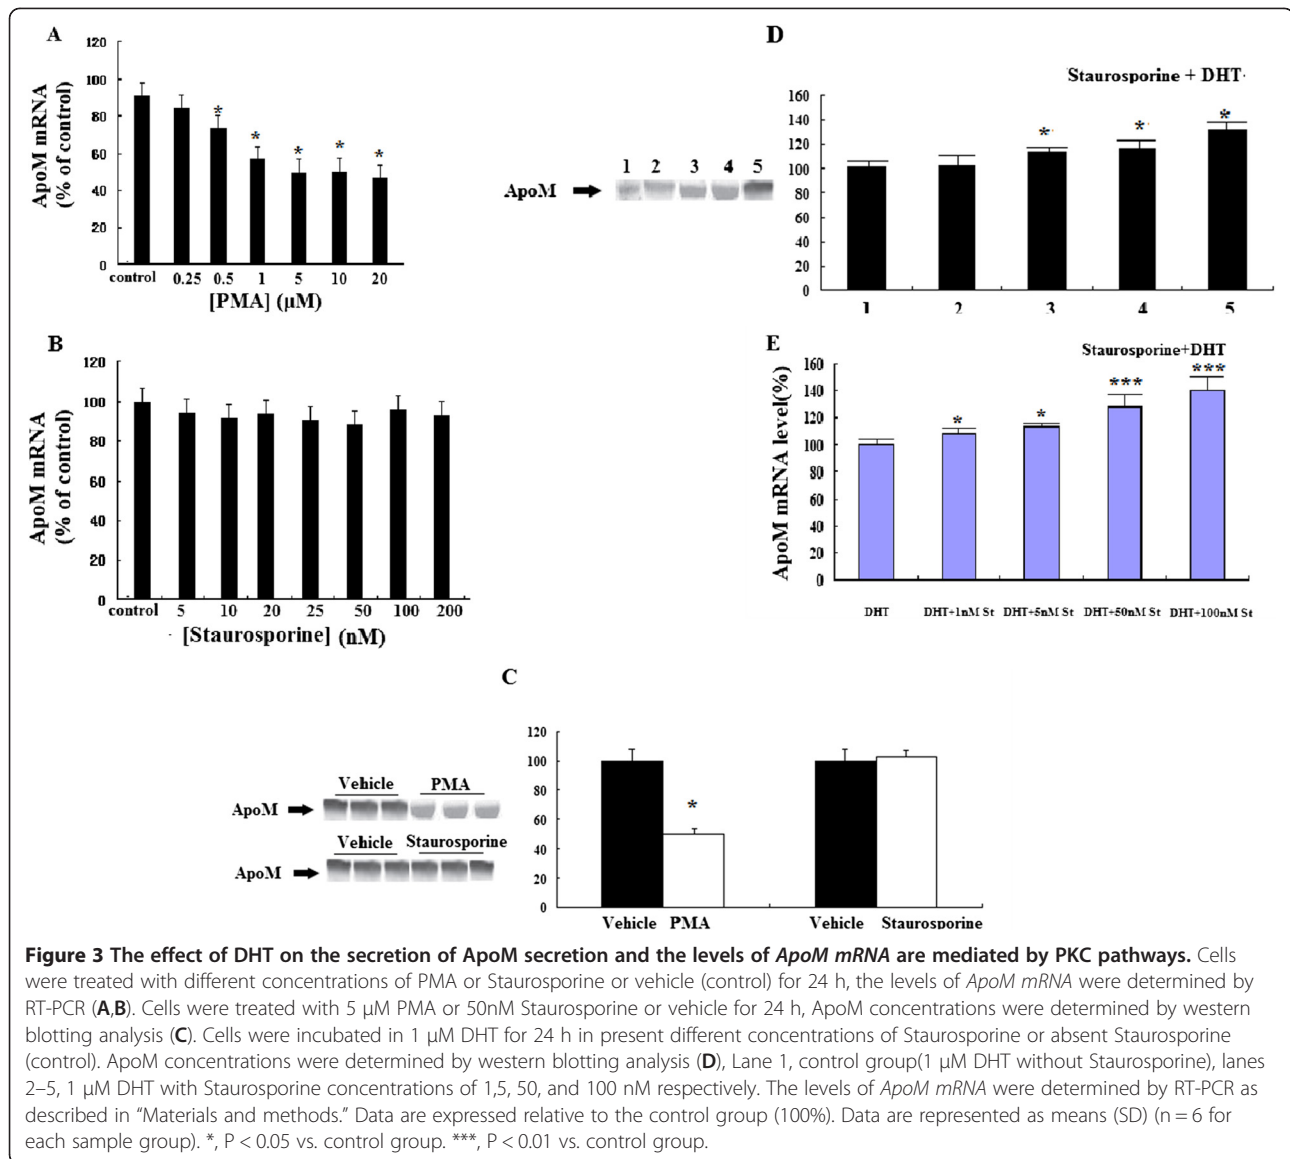 A
ApoM mRNA
(% of control)
120
100
80
60
40
20
0
* * * * *
control 0.25 0.5 1 5 10 20
[PMA] (μM)
B
ApoM mRNA
(% of control)
120
100
80
60
40
20
0
control 5 10 20 25 50 100 200
[Staurosporine] (nM)
ApoM
1 2 3 4 5
D
Staurosporine + DHT
160
140
120
100
80
60
40
20
0
* * *
1 2 3 4 5
E
Staurosporine+DHT
ApoM mRNA level(%)
160
140
120
100
80
60
40
20
0
* * *** ***
DHT DHT+1nM St DHT+5nM St DHT+50nM St DHT+100nM St
C
Vehicle PMA
ApoM
Vehicle Staurosporine
ApoM
120
100
80
60
40
20
0
*
Vehicle PMA Vehicle Staurosporine
Figure 3 The effect of DHT on the secretion of ApoM secretion and the levels of ApoM mRNA are mediated by PKC pathways. Cells
were treated with different concentrations of PMA or Staurosporine or vehicle (control) for 24 h, the levels of ApoM mRNA were determined by
RT-PCR (A,B). Cells were treated with 5 μM PMA or 50nM Staurosporine or vehicle for 24 h, ApoM concentrations were determined by western
blotting analysis (C). Cells were incubated in 1 μM DHT for 24 h in present different concentrations of Staurosporine or absent Staurosporine
(control). ApoM concentrations were determined by western blotting analysis (D), Lane 1, control group(1 μM DHT without Staurosporine), lanes
2–5, 1 μM DHT with Staurosporine concentrations of 1,5, 50, and 100 nM respectively. The levels of ApoM mRNA were determined by RT-PCR as
described in “Materials and methods.” Data are expressed relative to the control group (100%). Data are represented as means (SD) (n = 6 for
each sample group). *, P < 0.05 vs. control group. ***, P < 0.01 vs. control group.